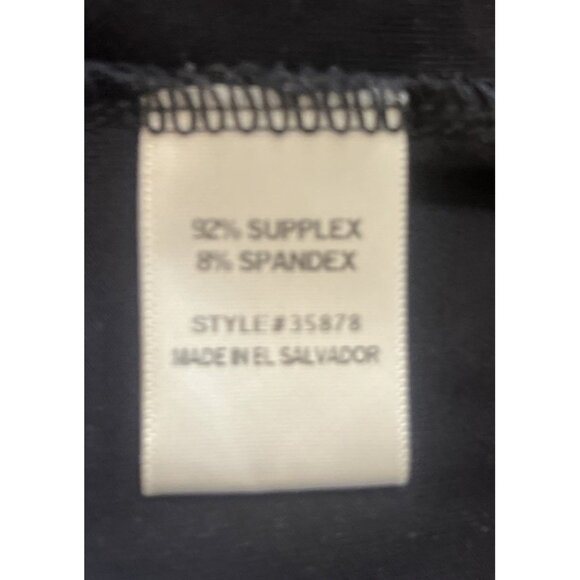 92% SUPPLEX
8% SPANDEX
STYLE#35878
MADE IN EL SALVADOR